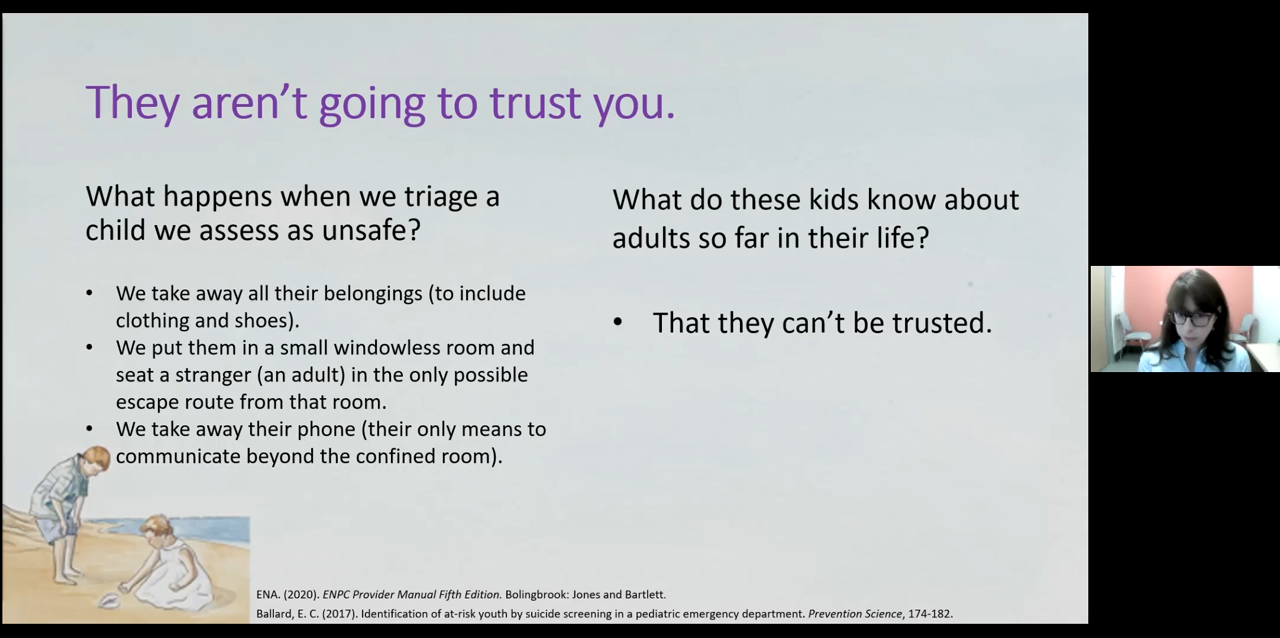 They aren’t going to trust you.
What happens when we triage a
child we assess as unsafe?
• We take away all their belongings (to include
clothing and shoes).
• We put them in a small windowless room and
seat a stranger (an adult) in the only possible
escape route from that room.
• We take away their phone (their only means to
communicate beyond the confined room).
What do these kids know about
adults so far in their life?
• That they can’t be trusted.
ENA. (2020). ENPC Provider Manual Fifth Edition. Bolingbrook: Jones and Bartlett.
Ballard, E. C. (2017). Identification of at-risk youth by suicide screening in a pediatric emergency department. Prevention Science, 174-182.